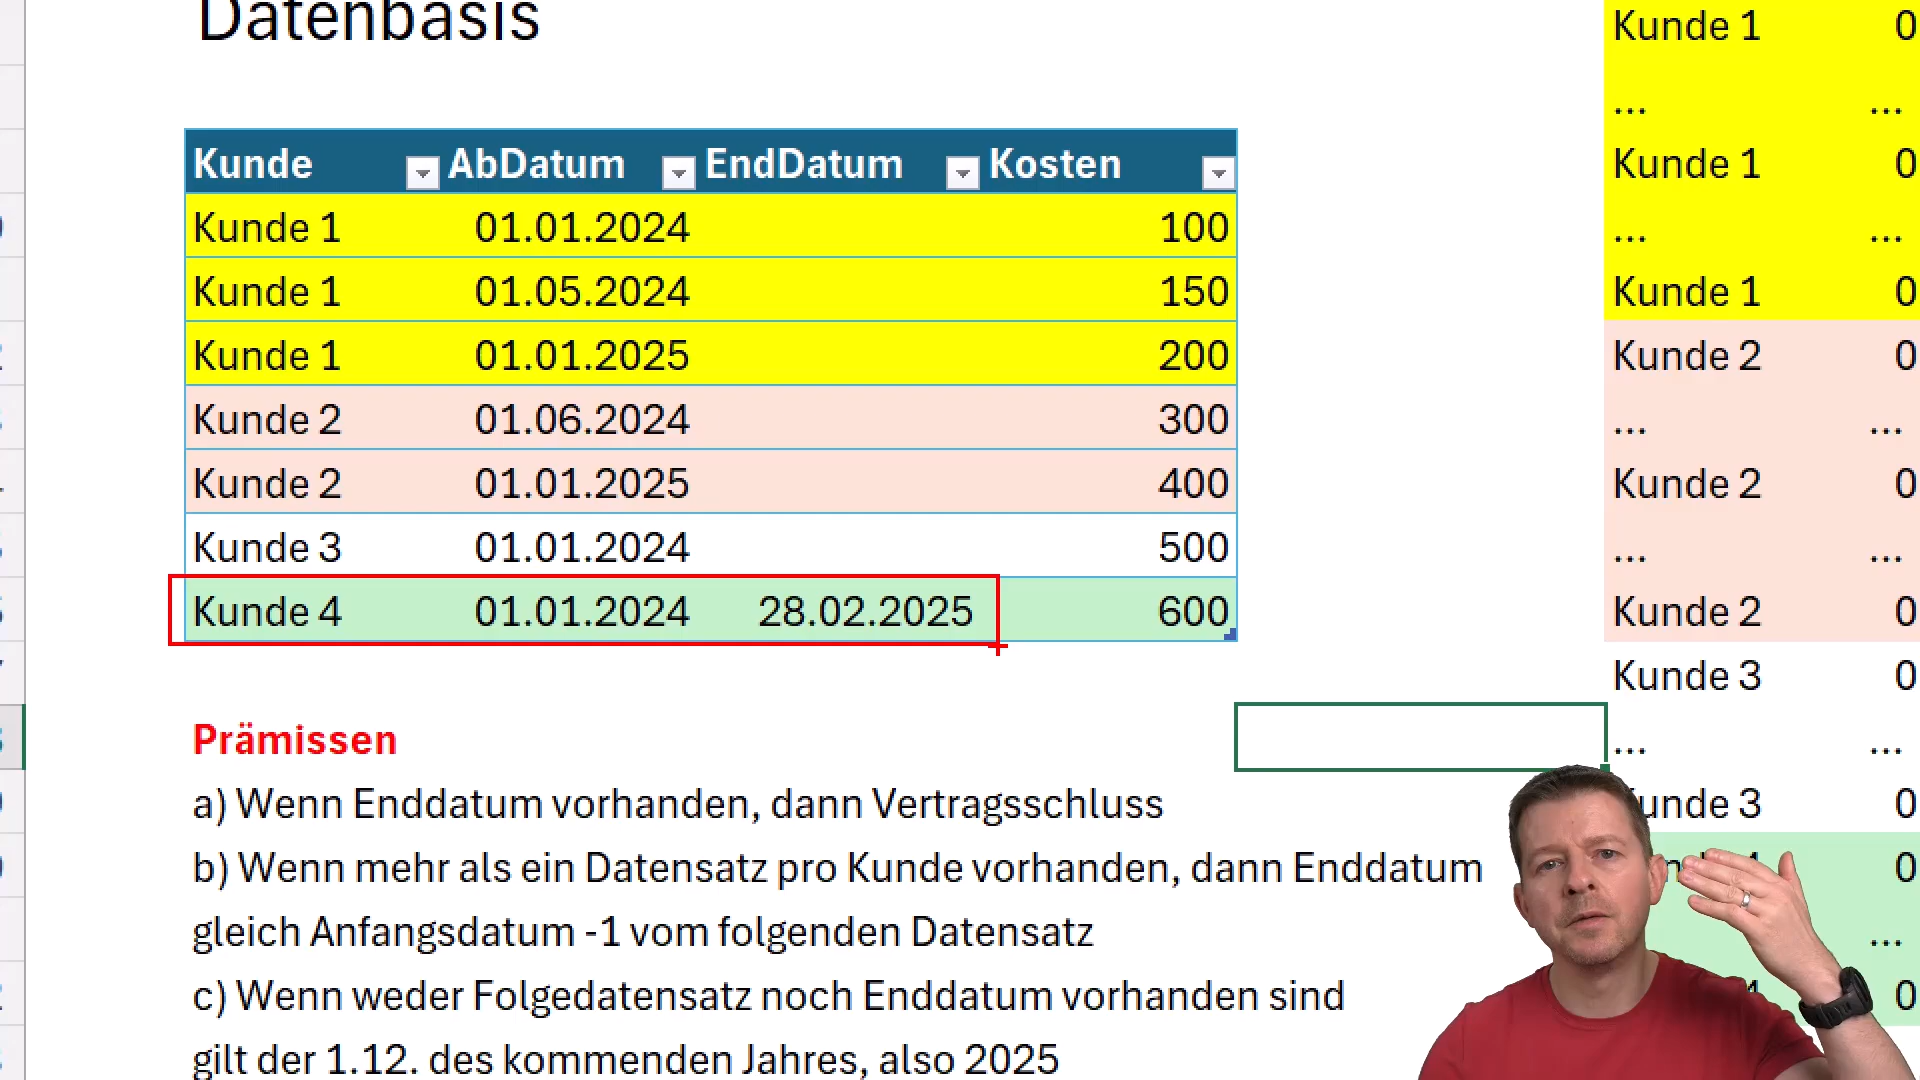 Datenbasis
Kunde AbDatum EndDatum Kosten
Kunde 1 01.01.2024 100
Kunde 1 01.05.2024 150
Kunde 1 01.01.2025 200
Kunde 2 01.06.2024 300
Kunde 2 01.01.2025 400
Kunde 3 01.01.2024 500
Kunde 4 01.01.2024 28.02.2025 600
Prämissen
a) Wenn Enddatum vorhanden, dann Vertragsschluss
b) Wenn mehr als ein Datensatz pro Kunde vorhanden, dann Enddatum
gleich Anfangsdatum -1 vom folgenden Datensatz
c) Wenn weder Folgedatensatz noch Enddatum vorhanden sind
gilt der 1.12. des kommenden Jahres, also 2025
Kunde 1 0
... ...
Kunde 1 0
... ...
Kunde 1 0
Kunde 2 0
... ...
Kunde 2 0
... ...
Kunde 2 0
Kunde 3 0
... ...
unde 3 0
0
...
0